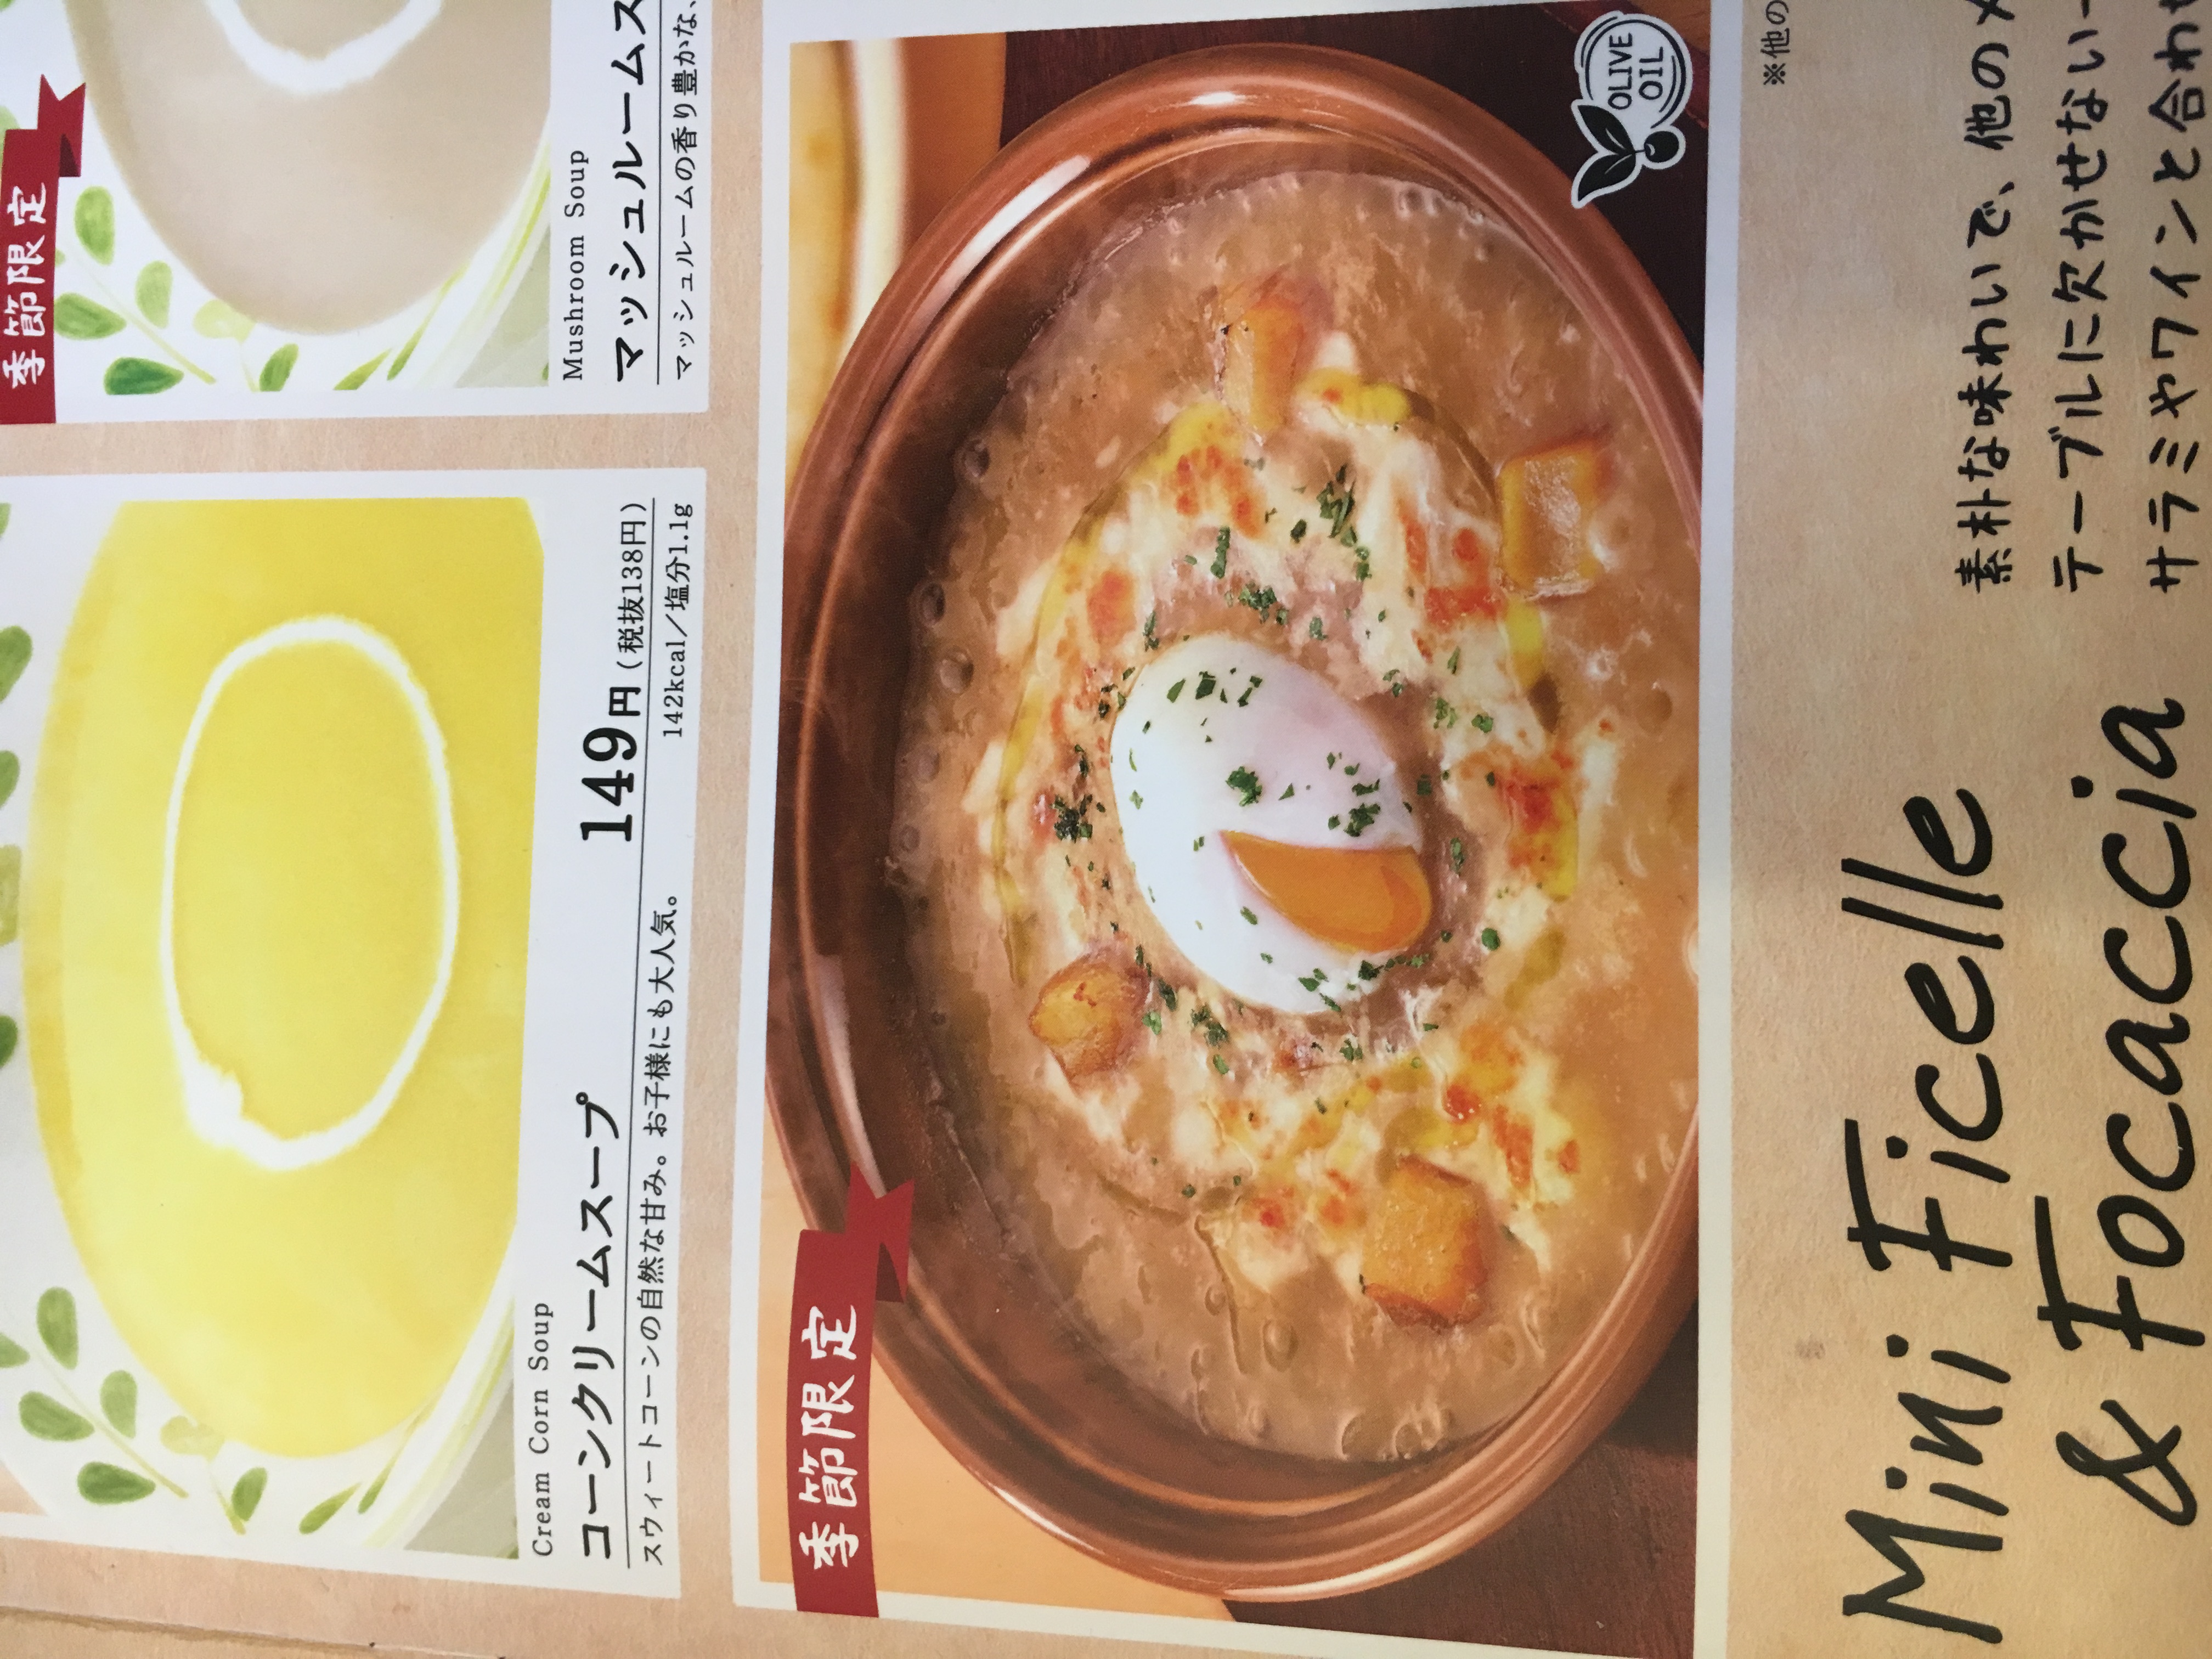 季節限定
Cream Corn Soup
コーンクリームスープ
149円（税抜138円）
スウィートコーンの自然な甘み。お子様にも大人気。
142kcal／塩分1.1g
Mushroom Soup
マッシュルームス
マッシュルームの香り豊かな、
季節限定
OLIVE
OIL
※他の
Mini Ficelle
& Focaccia
素朴な味わいで、他のメ
テーブルに欠かせない
サラミやワインと合わせ